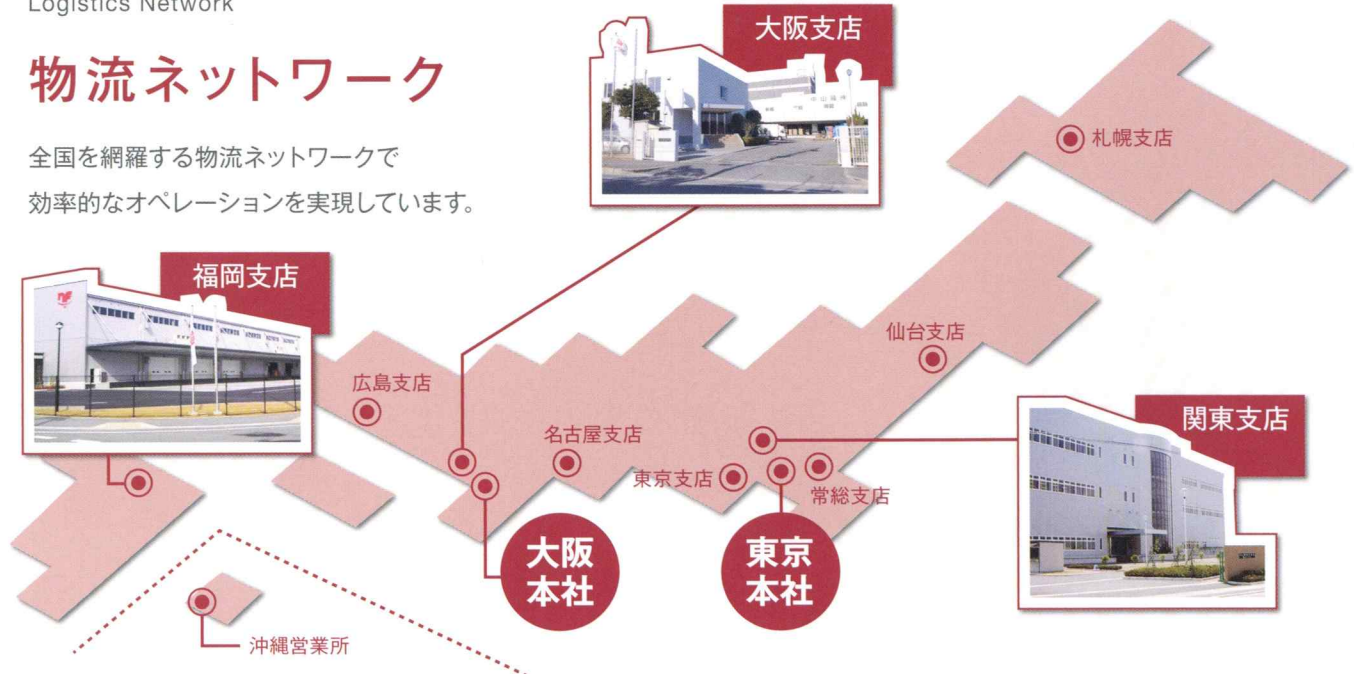 Logistics Network
物流ネットワーク
全国を網羅する物流ネットワークで
効率的なオペレーションを実現しています。
大阪支店
札幌支店
福岡支店
仙台支店
広島支店
関東支店
名古屋支店
東京支店
常総支店
大阪
本社
東京
本社
沖縄営業所